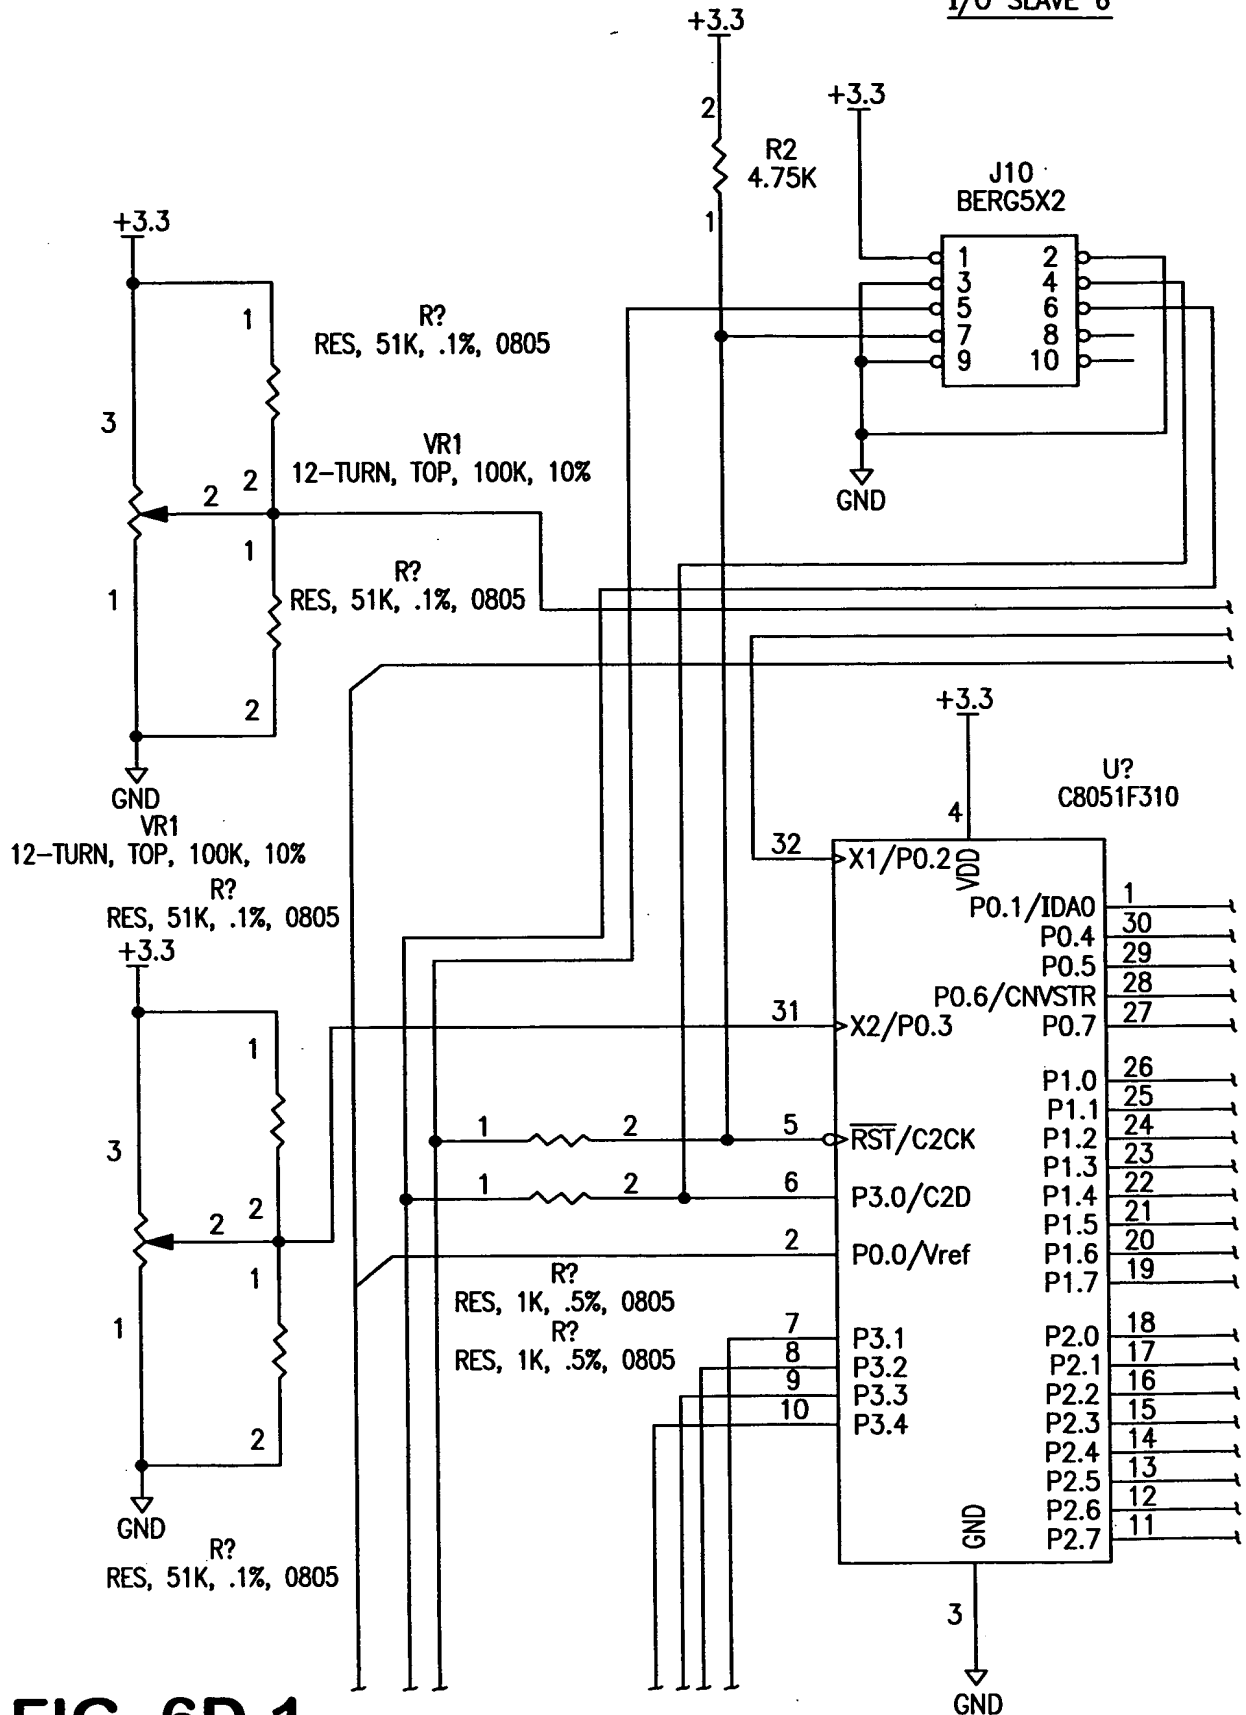 I/O SLAVE 6
+3.3
2
R2
4.75K
1
+3.3
J10
BERG5X2
1 2
3 4
5 6
7 8
9 10
GND
+3.3
1
R?
RES, 51K, .1%, 0805
3
VR1
12-TURN, TOP, 100K, 10%
2 2
1
R?
RES, 51K, .1%, 0805
1
2
GND
VR1
12-TURN, TOP, 100K, 10%
R?
RES, 51K, .1%, 0805
+3.3
1
3
2 2
1
1
2
GND
R?
RES, 51K, .1%, 0805
1 2
1 2
R?
RES, 1K, .5%, 0805
R?
RES, 1K, .5%, 0805
+3.3
U?
C8051F310
4
VDD
32 X1/P0.2
31 X2/P0.3
5 RST/C2CK
6 P3.0/C2D
2 P0.0/Vref
7 P3.1
8 P3.2
9 P3.3
10 P3.4
P0.1/IDA0 1
P0.4 30
P0.5 29
P0.6/CNVSTR 28
P0.7 27
P1.0 26
P1.1 25
P1.2 24
P1.3 23
P1.4 22
P1.5 21
P1.6 20
P1.7 19
P2.0 18
P2.1 17
P2.2 16
P2.3 15
P2.4 14
P2.5 13
P2.6 12
P2.7 11
GND
3
GND
FIG. 6D-1